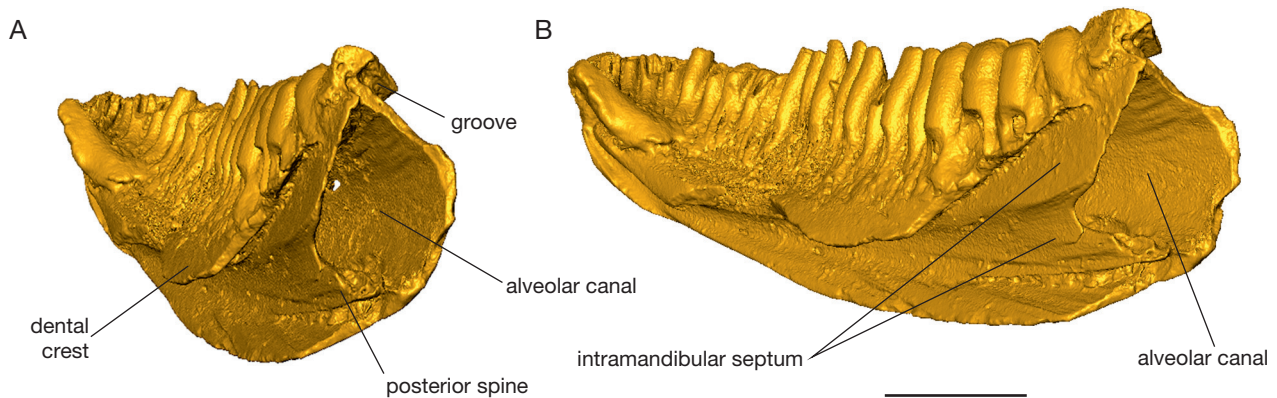 A
B
groove
alveolar canal
dental
crest
posterior spine
intramandibular septum
alveolar canal